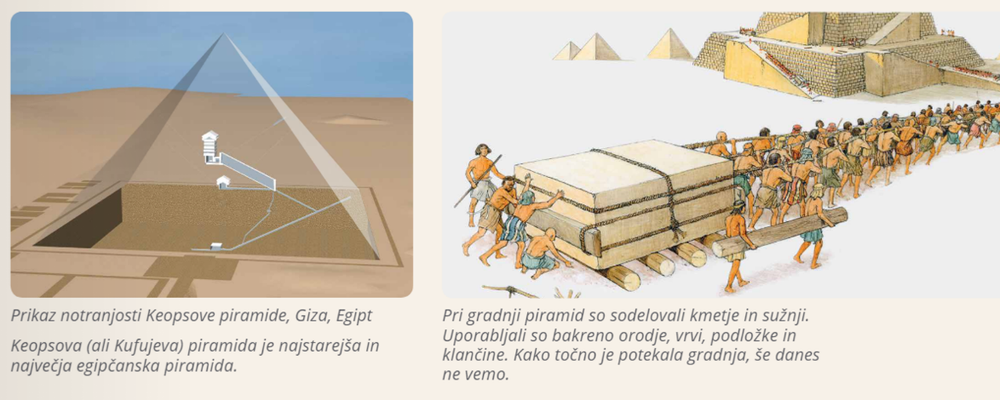 Prikaz notranjosti Keopsove piramide, Giza, Egipt
Keopsova (ali Kufujeva) piramida je najstarejša in
največja egipčanska piramida.
Pri gradnji piramid so sodelovali kmetje in sužnji.
Uporabljali so bakreno orodje, vrvi, podložke in
klančine. Kako točno je potekala gradnja, še danes
ne vemo.